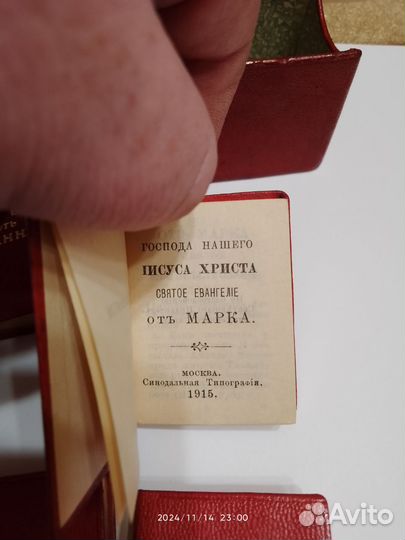 ГОСПОДА НАШЕГО
ІИСУСА ХРИСТА
СВЯТОЕ ЕВАНГЕЛІЕ
отъ МАРКА.
МОСКВА.
Синодальная Типографія.
1915.
2024/11/14 23:00
Avito